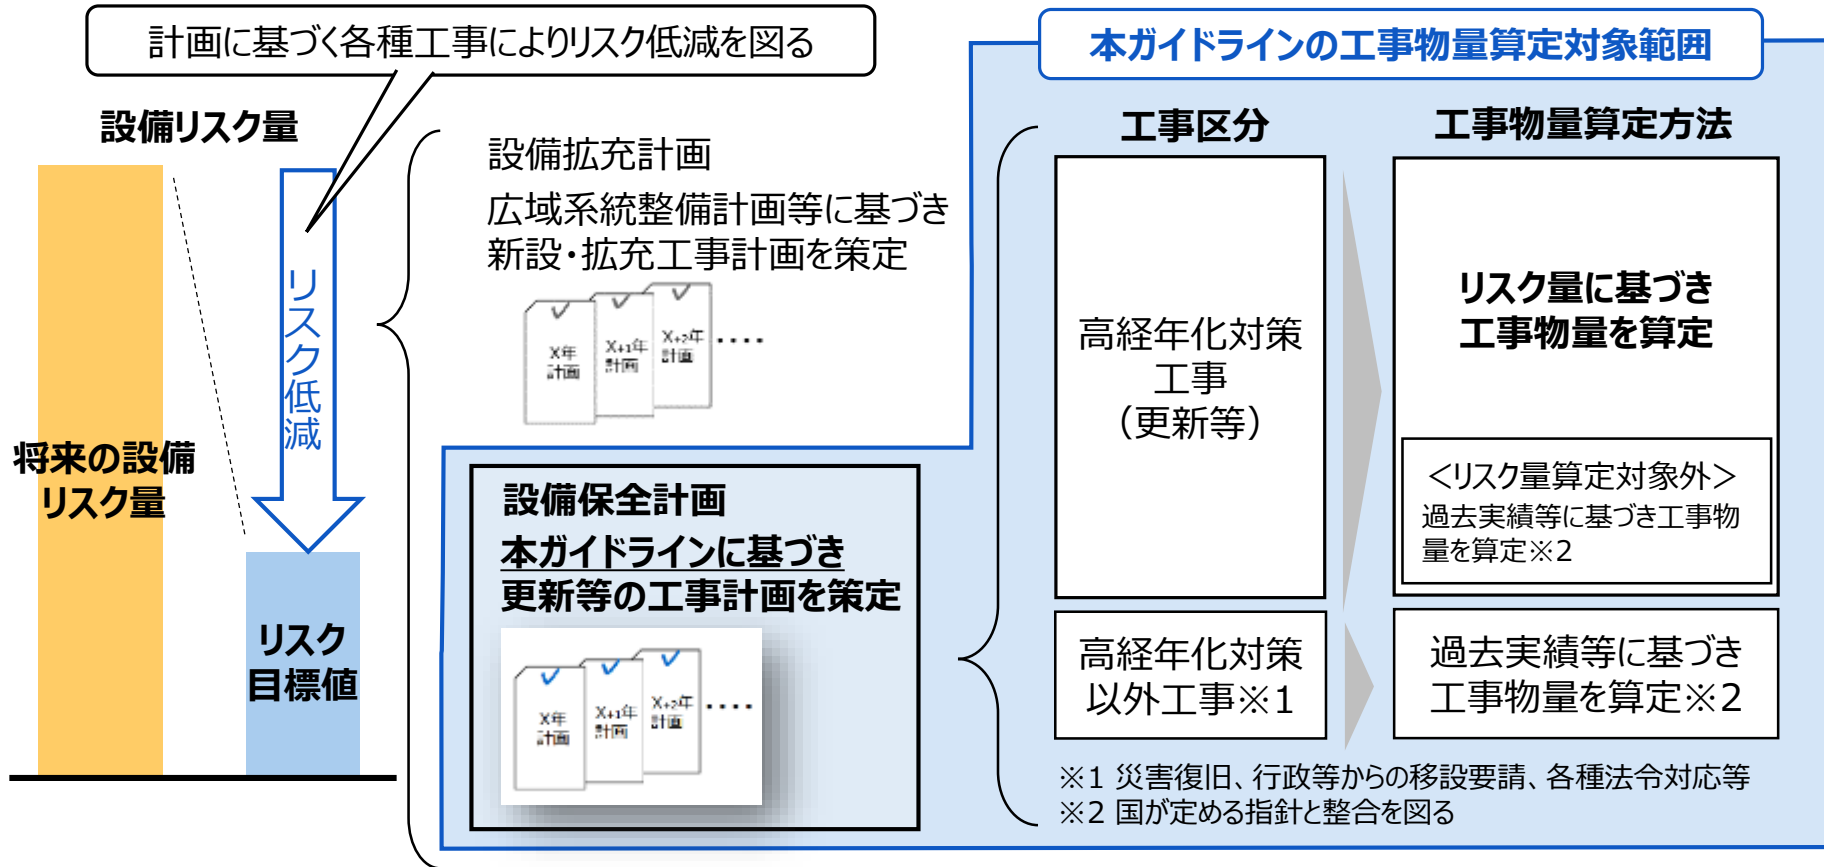 計画に基づく各種工事によりリスク低減を図る
設備リスク量
将来の設備
リスク量
リスク低減
リスク
目標値
設備拡充計画
広域系統整備計画等に基づき
新設・拡充工事計画を策定
X年
計画
X+1年
計画
X+2年
計画
････
設備保全計画
本ガイドラインに基づき
更新等の工事計画を策定
X年
計画
X+1年
計画
X+2年
計画
････
本ガイドラインの工事物量算定対象範囲
工事区分
工事物量算定方法
高経年化対策
工事
（更新等）
リスク量に基づき
工事物量を算定
＜リスク量算定対象外＞
過去実績等に基づき工事物
量を算定※2
高経年化対策
以外工事※1
過去実績等に基づき
工事物量を算定※2
※1 災害復旧、行政等からの移設要請、各種法令対応等
※2 国が定める指針と整合を図る